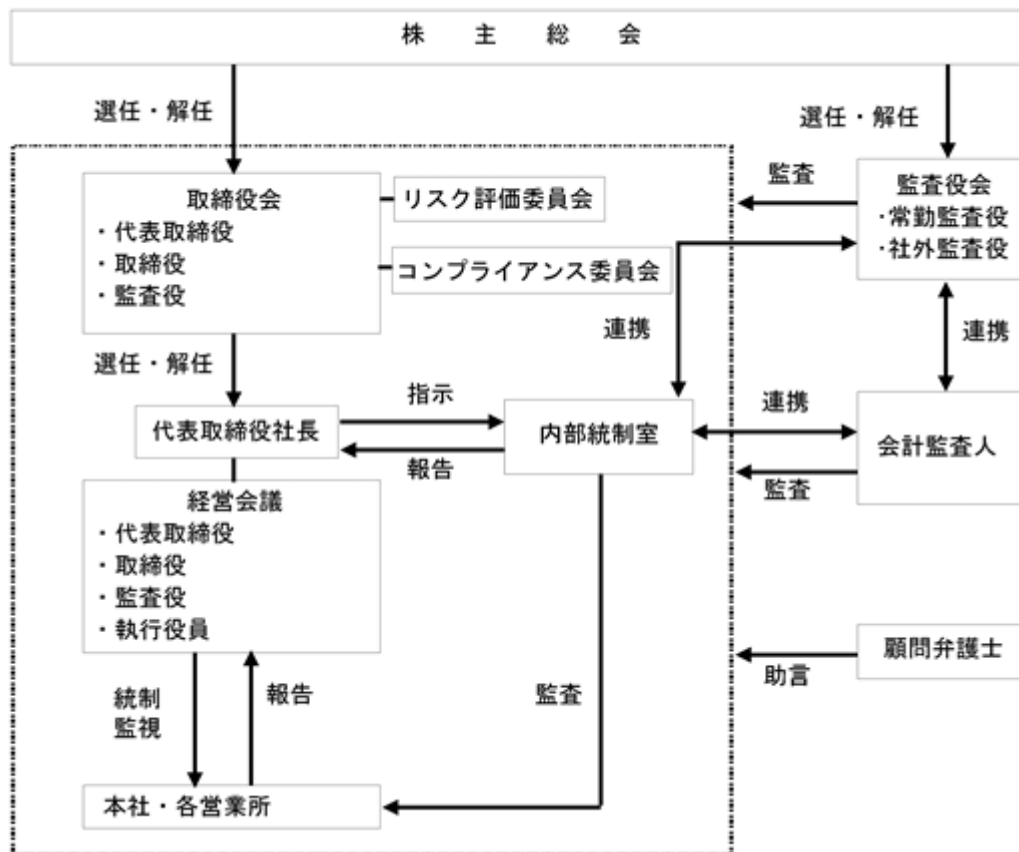 株　主　総　会
選任・解任
選任・解任
取締役会
・代表取締役
・取締役
・監査役
リスク評価委員会
コンプライアンス委員会
監査
監査役会
・常勤監査役
・社外監査役
連携
連携
選任・解任
代表取締役社長
指示
報告
内部統制室
連携
監査
会計監査人
経営会議
・代表取締役
・取締役
・監査役
・執行役員
統制
監視
報告
監査
助言
顧問弁護士
本社・各営業所